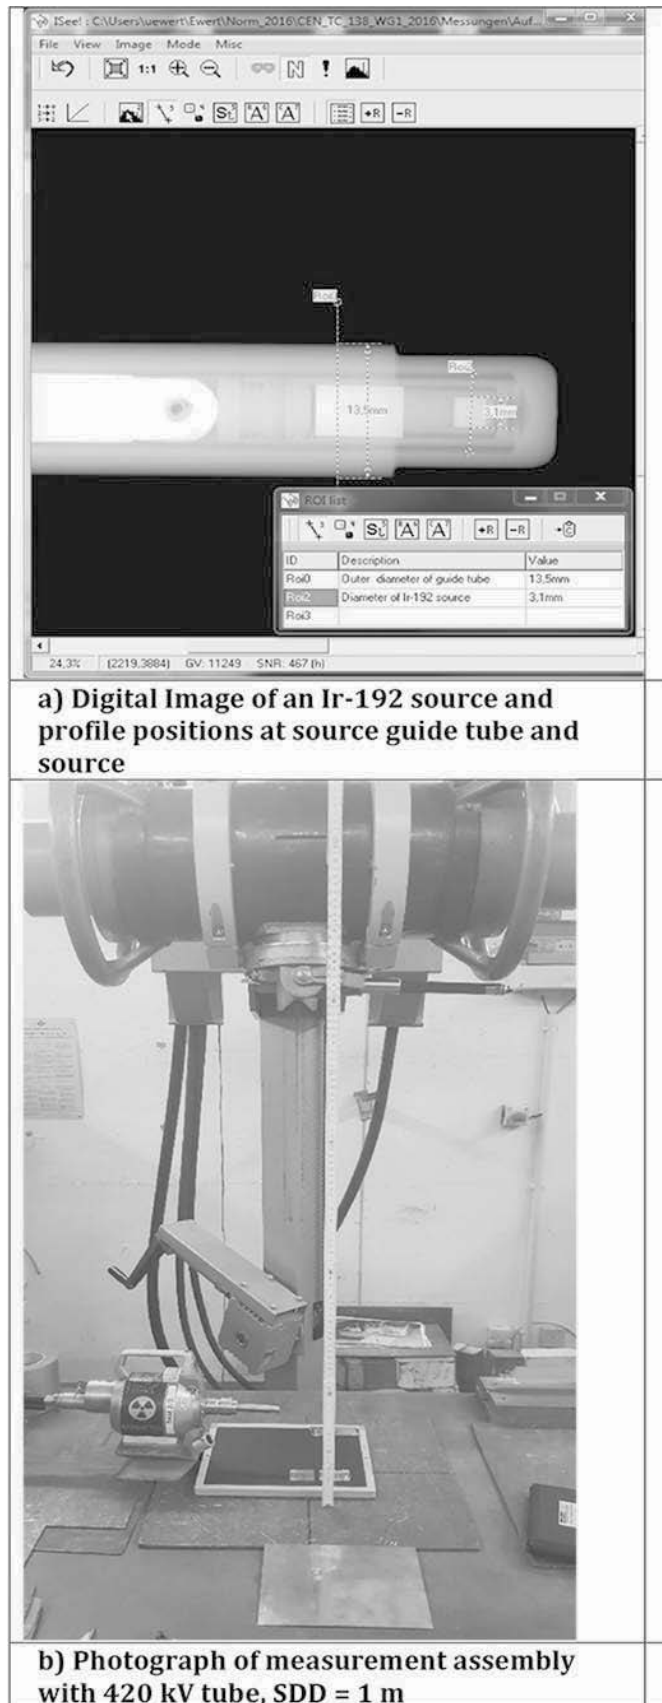 ISee! : C:\Users\uewert\Ewert\Norm_2016\CEN_TC_138_WG1_2016\Messungen\Auf...
File View Image Mode Misc
1:1
N !
+R -R
Roi2
13,5mm
3,1mm
ROI list
+R -R
ID Description Value
Roi0 Outer diameter of guide tube 13,5mm
Roi2 Diameter of Ir-192 source 3,1mm
Roi3
24,3% (2219,3884) GV: 11249 SNR: 467 (h)
a) Digital Image of an Ir-192 source and
profile positions at source guide tube and
source
b) Photograph of measurement assembly
with 420 kV tube, SDD = 1 m